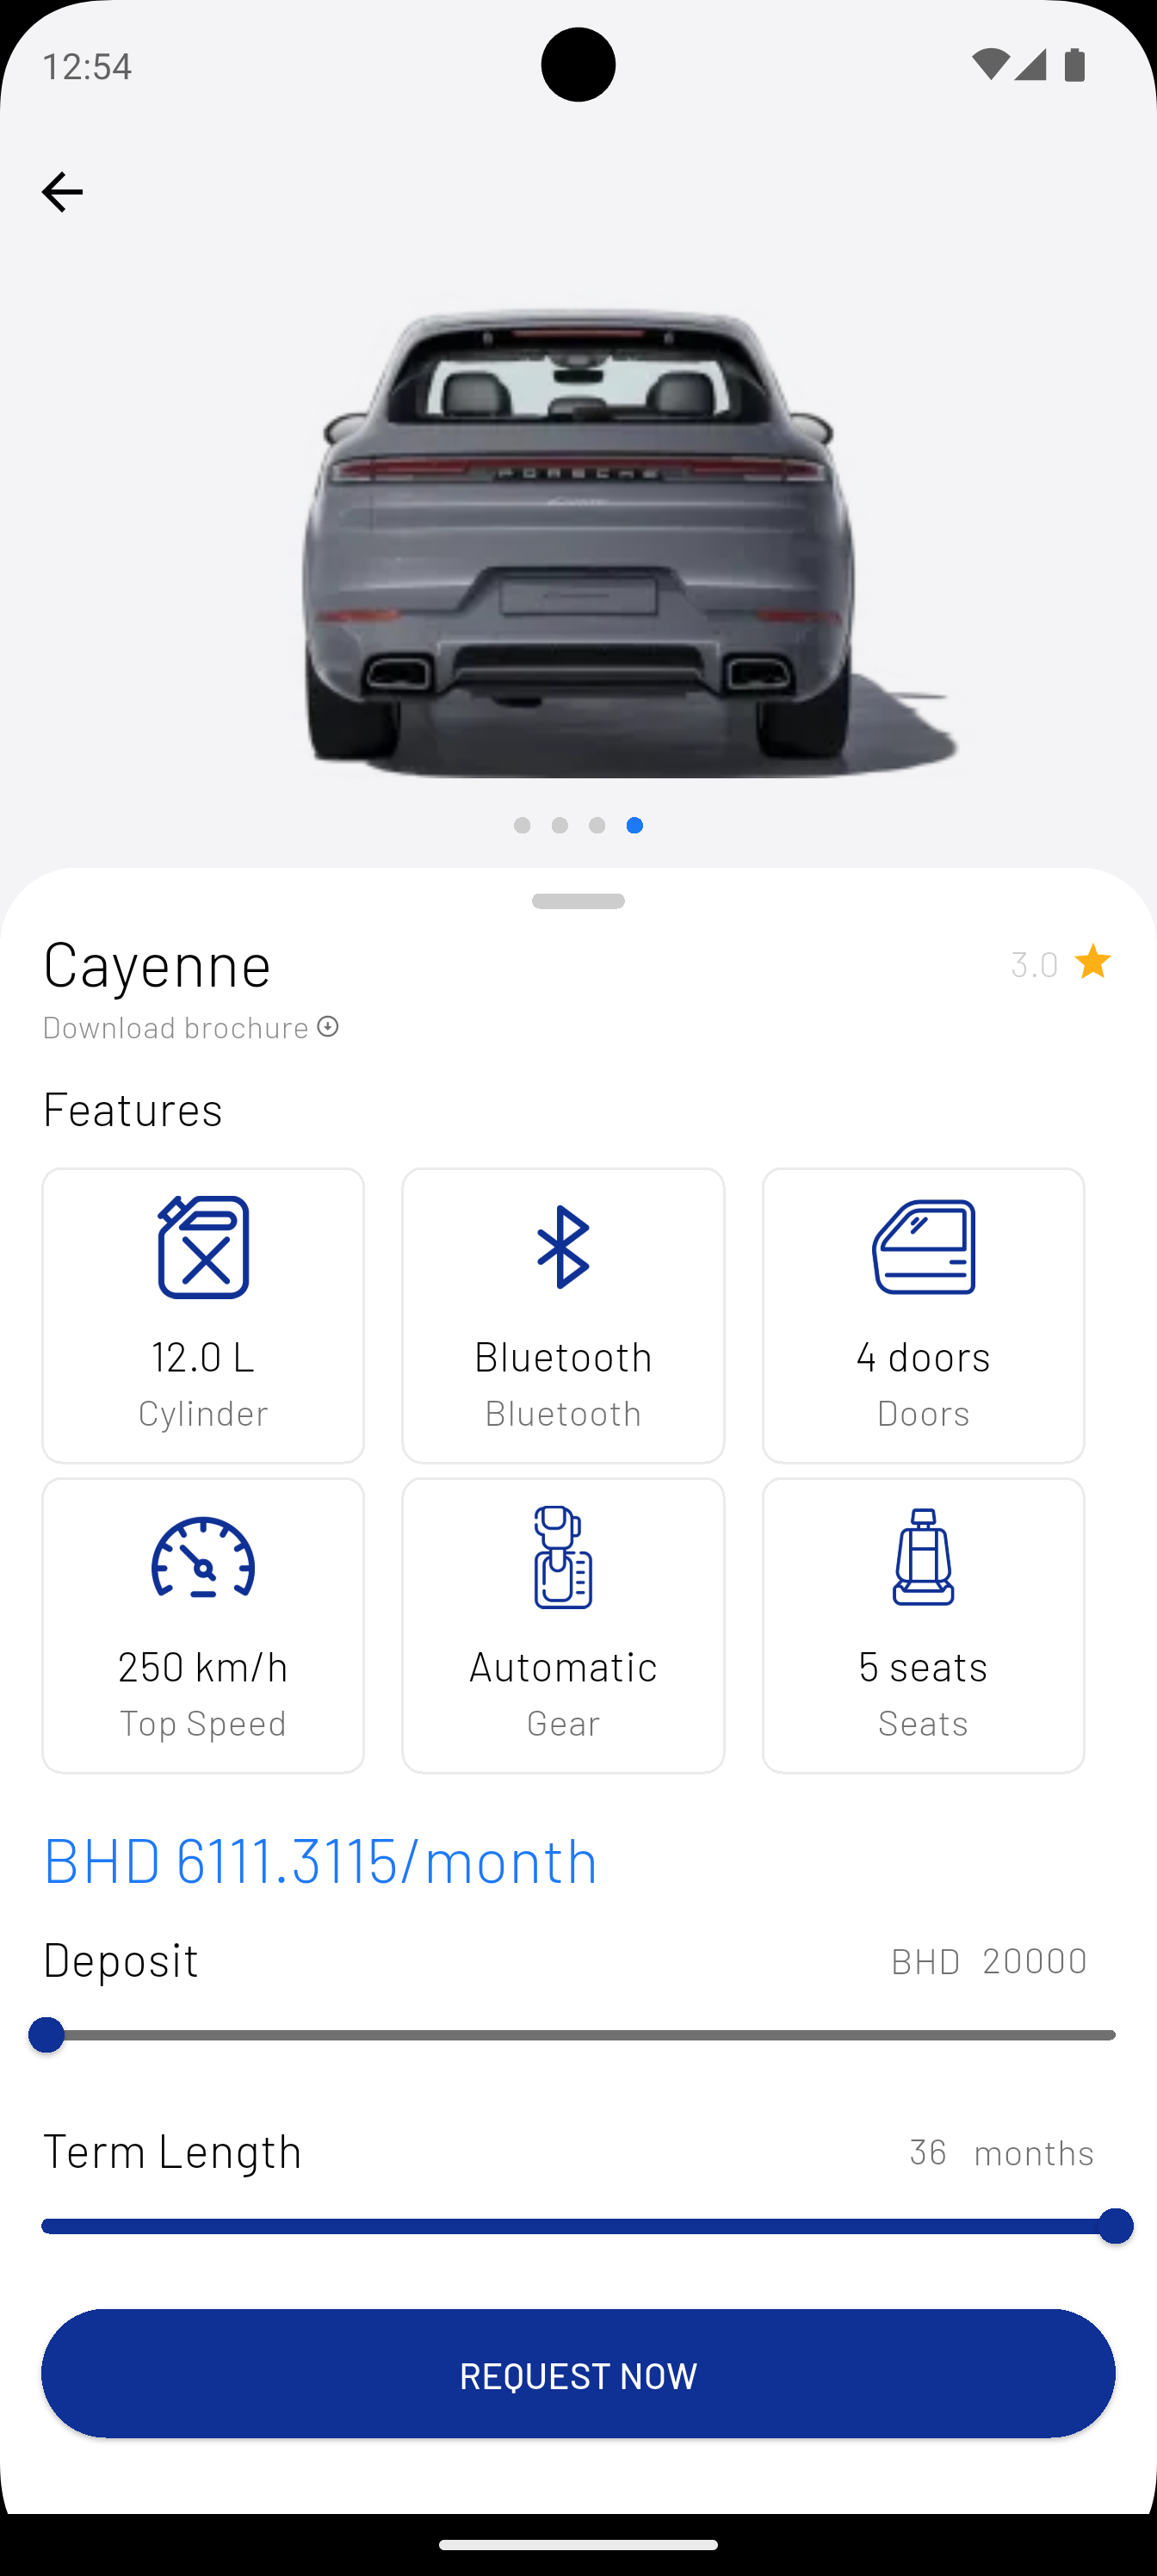 12:54
PORSCHE
Cayenne
3.0
Download brochure
Features
12.0 L
Cylinder
Bluetooth
Bluetooth
4 doors
Doors
250 km/h
Top Speed
Automatic
Gear
5 seats
Seats
BHD 6111.3115/month
Deposit
BHD 20000
Term Length
36 months
REQUEST NOW